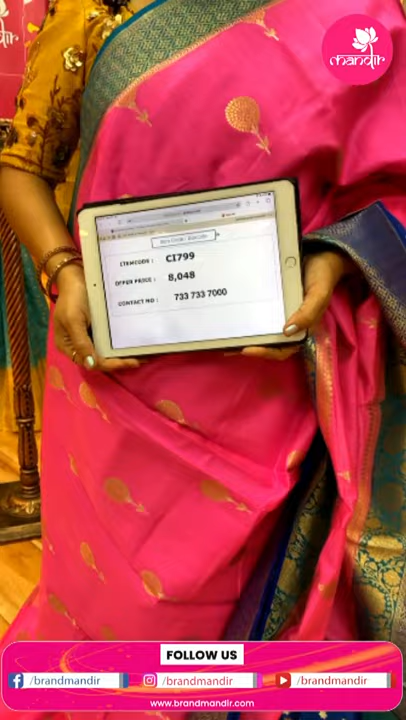 mandir
ITEMCODE : CI799
OFFER PRICE : 8,048
CONTACT NO : 733 733 7000
FOLLOW US
/brandmandir /brandmandir /brandmandir
www.brandmandir.com